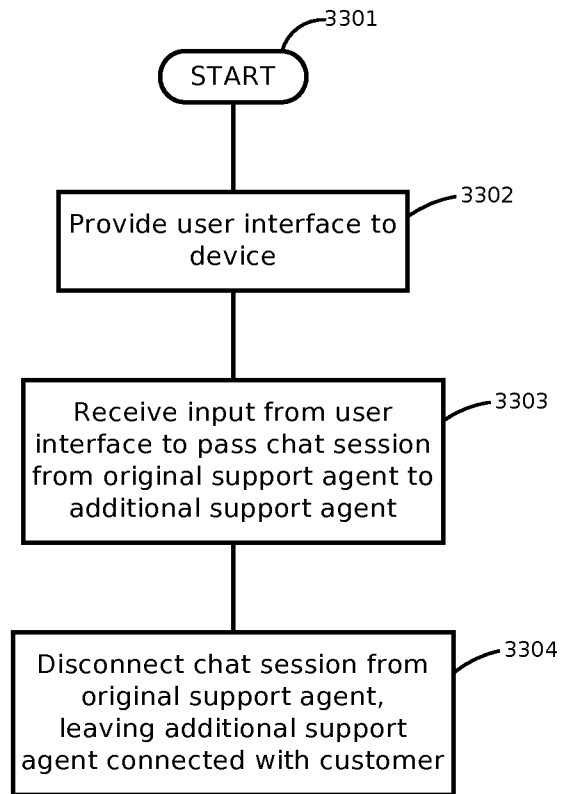 3301
START
3302
Provide user interface to
device
3303
Receive input from user
interface to pass chat session
from original support agent to
additional support agent
3304
Disconnect chat session from
original support agent,
leaving additional support
agent connected with customer